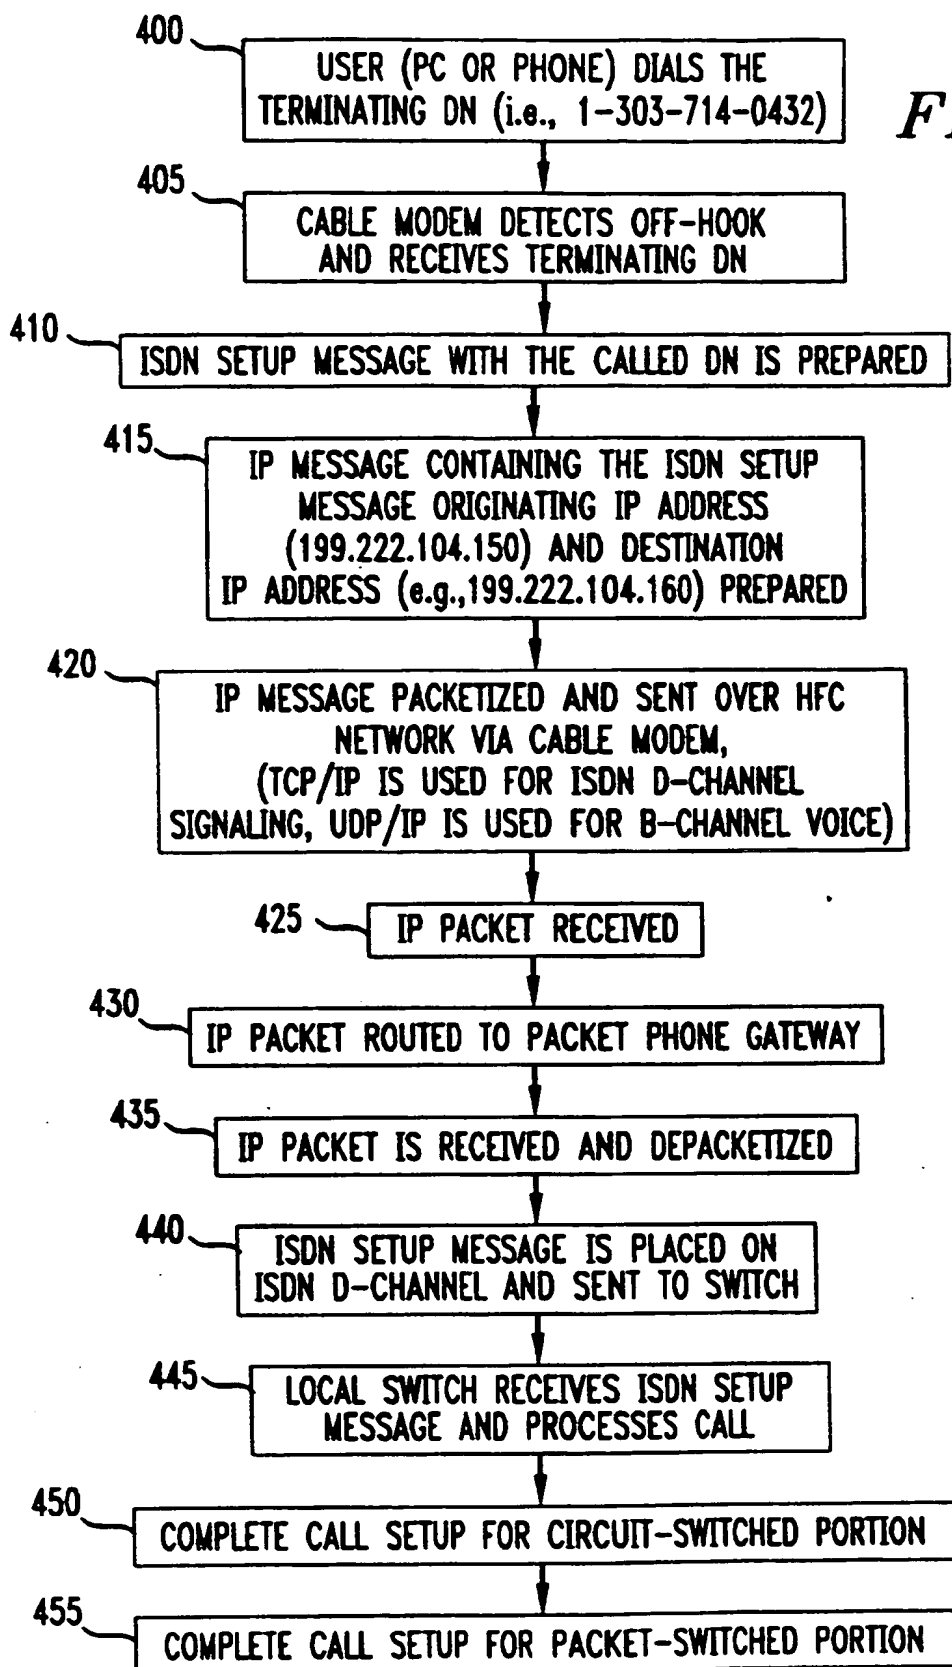 400
USER (PC OR PHONE) DIALS THE
TERMINATING DN (i.e., 1-303-714-0432)
405
CABLE MODEM DETECTS OFF-HOOK
AND RECEIVES TERMINATING DN
410
ISDN SETUP MESSAGE WITH THE CALLED DN IS PREPARED
415
IP MESSAGE CONTAINING THE ISDN SETUP
MESSAGE ORIGINATING IP ADDRESS
(199.222.104.150) AND DESTINATION
IP ADDRESS (e.g.,199.222.104.160) PREPARED
420
IP MESSAGE PACKETIZED AND SENT OVER HFC
NETWORK VIA CABLE MODEM,
(TCP/IP IS USED FOR ISDN D-CHANNEL
SIGNALING, UDP/IP IS USED FOR B-CHANNEL VOICE)
425
IP PACKET RECEIVED
430
IP PACKET ROUTED TO PACKET PHONE GATEWAY
435
IP PACKET IS RECEIVED AND DEPACKETIZED
440
ISDN SETUP MESSAGE IS PLACED ON
ISDN D-CHANNEL AND SENT TO SWITCH
445
LOCAL SWITCH RECEIVES ISDN SETUP
MESSAGE AND PROCESSES CALL
450
COMPLETE CALL SETUP FOR CIRCUIT-SWITCHED PORTION
455
COMPLETE CALL SETUP FOR PACKET-SWITCHED PORTION